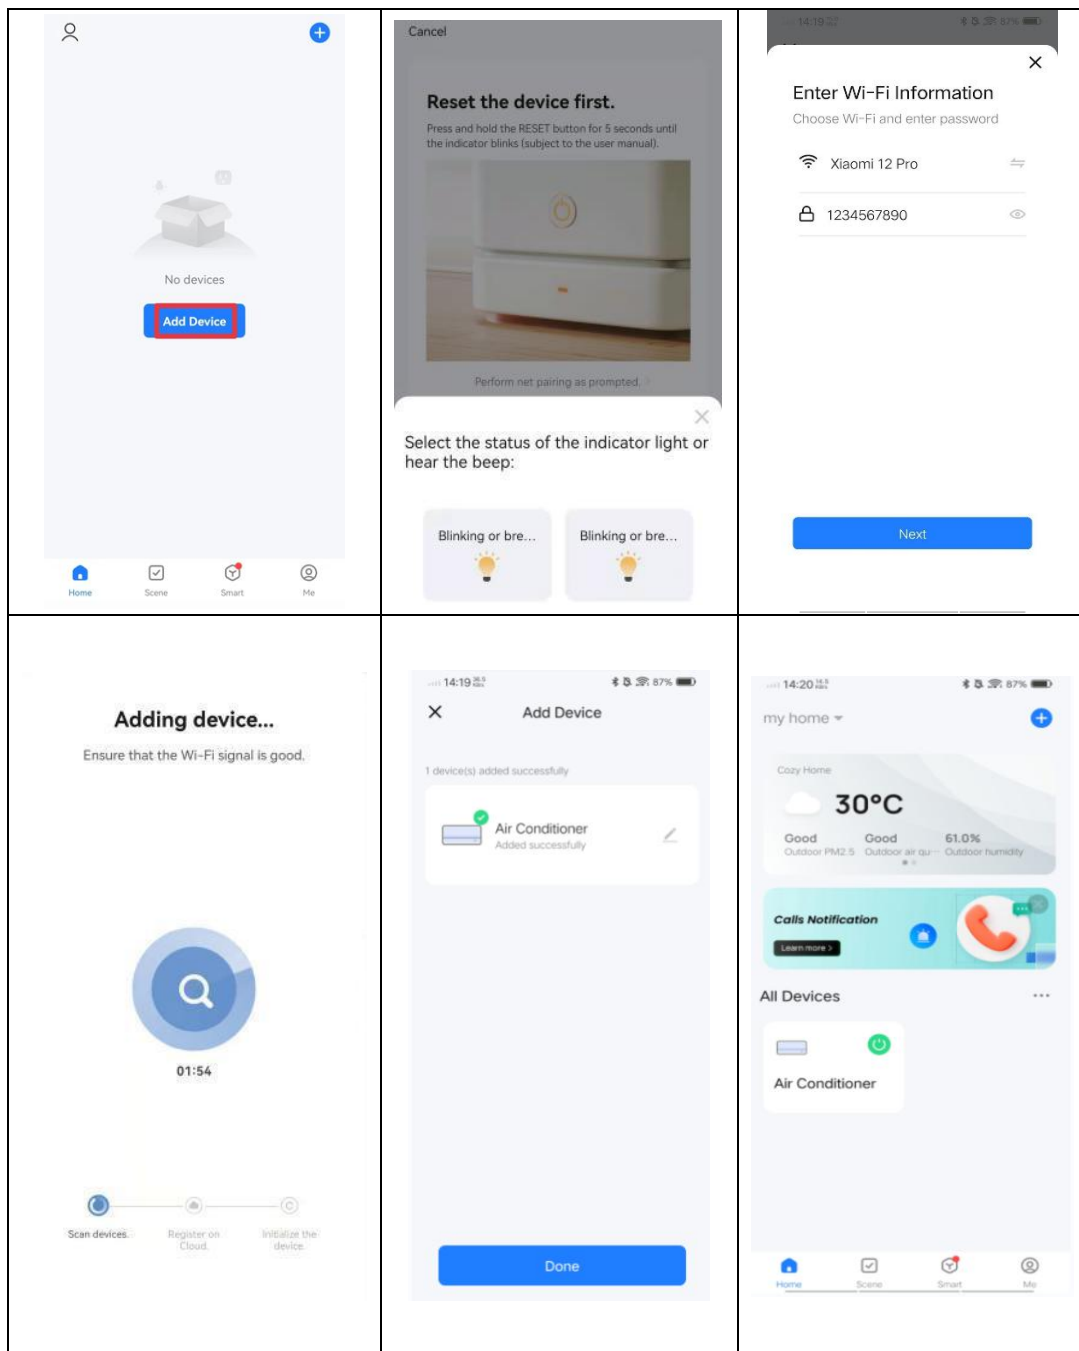 No devices
Add Device
Home
Scene
Smart
Me
Cancel
Reset the device first.
Press and hold the RESET button for 5 seconds until
the indicator blinks (subject to the user manual).
Perform net pairing as prompted.
Select the status of the indicator light or
hear the beep:
Blinking or bre...
Blinking or bre...
14:19
87%
Enter Wi-Fi Information
Choose Wi-Fi and enter password
Xiaomi 12 Pro
1234567890
Next
Adding device...
Ensure that the Wi-Fi signal is good.
01:54
Scan devices.
Register on
Cloud.
Initialize the
device.
14:19
87%
Add Device
1 device(s) added successfully
Air Conditioner
Added successfully
Done
14:20
87%
my home
Cozy Home
30°C
Good
Good
61.0%
Outdoor PM2.5
Outdoor air qu...
Outdoor humidity
Calls Notification
Learn more >
All Devices
Air Conditioner
Home
Scene
Smart
Me